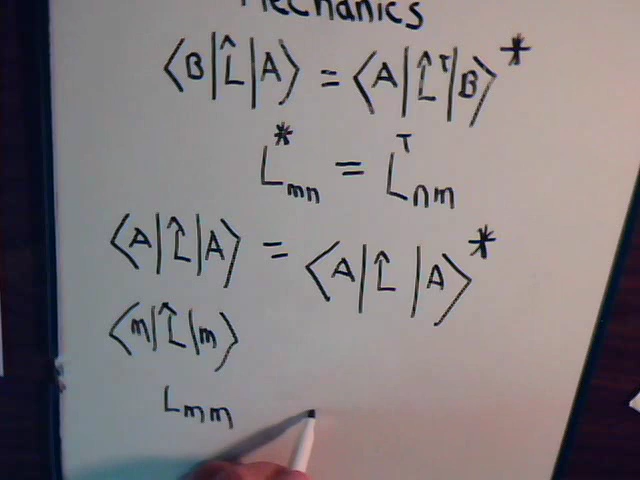 Mechanics
⟨B|L̂|A⟩ = ⟨A|L̂ᵀ|B⟩*
L*ₘₙ = Lᵀₙₘ
⟨A|L̂|A⟩ = ⟨A|L̂|A⟩*
⟨m|L̂|m⟩
Lₘₘ